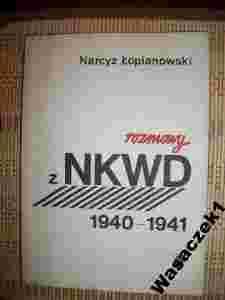 Narcyz Łopianowski
rozmowy
z NKWD
1940-1941
Wasaczek1